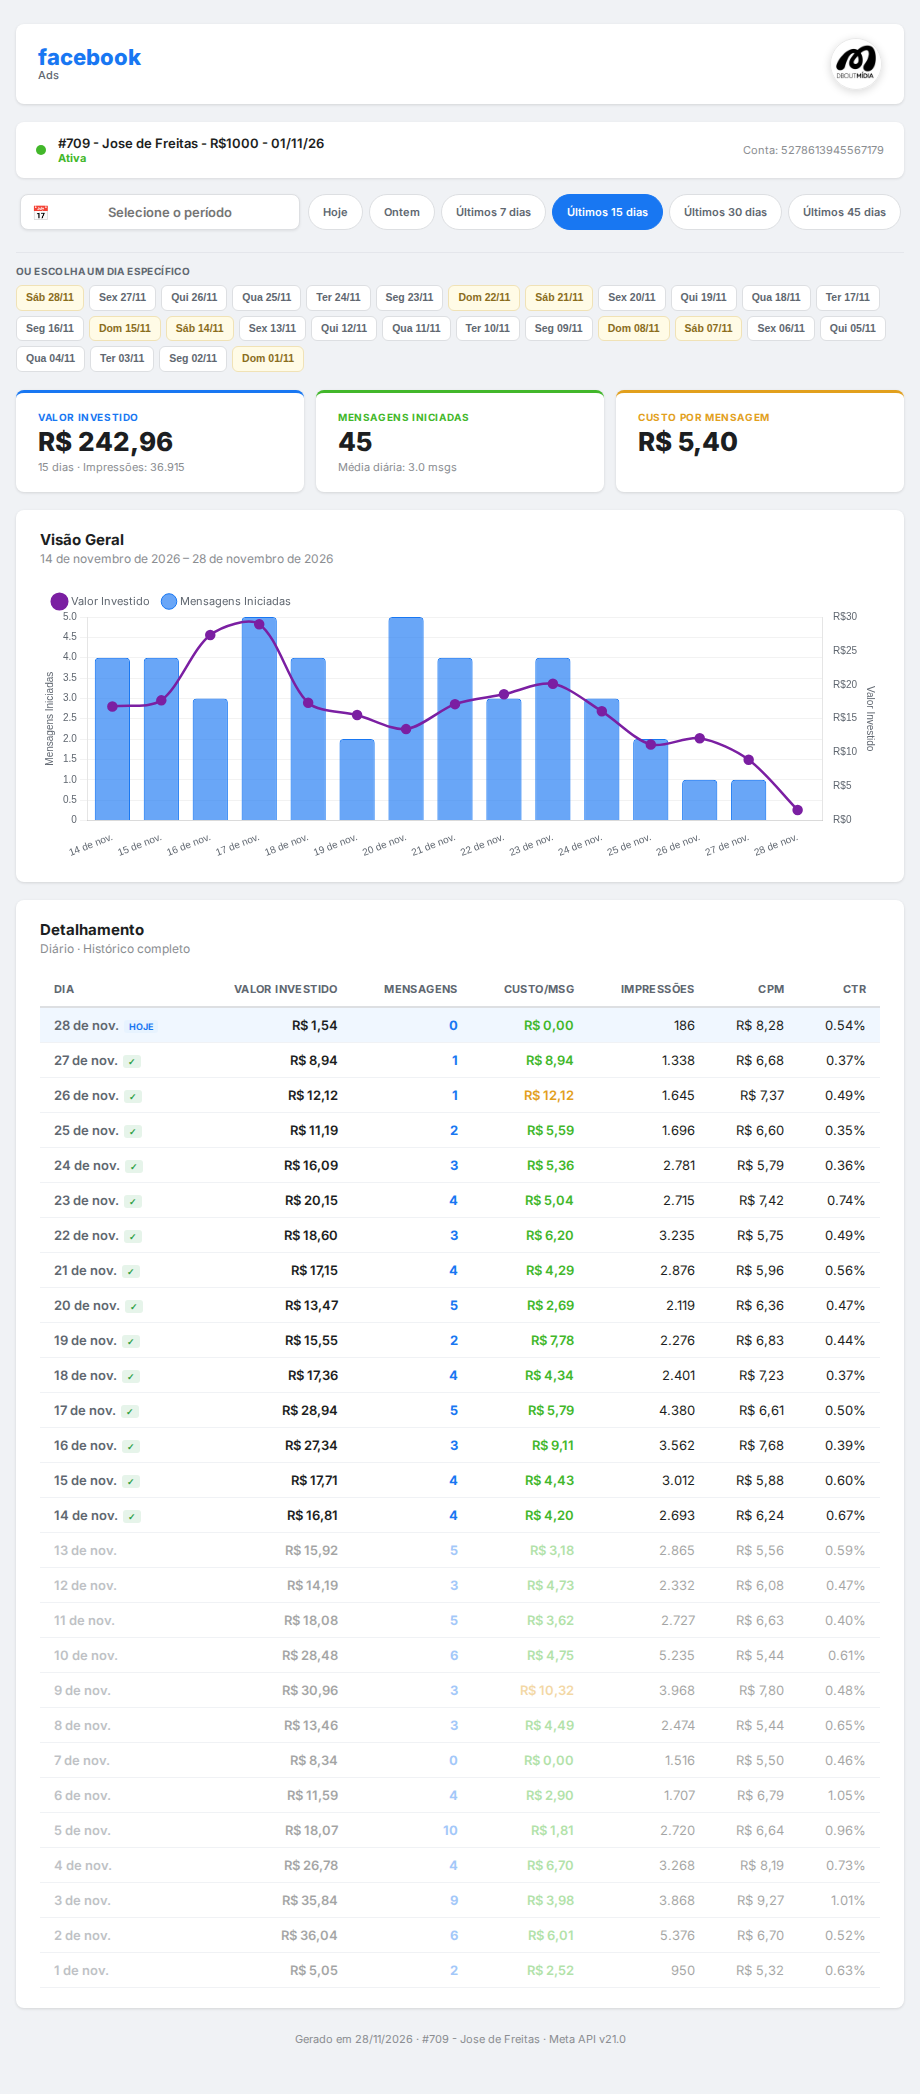 facebook
Ads
DBOUTMÍDIA
#709 - Jose de Freitas - R$1000 - 01/11/26
Ativa
Conta: 5278613945567179
Selecione o período
Hoje
Ontem
Últimos 7 dias
Últimos 15 dias
Últimos 30 dias
Últimos 45 dias
OU ESCOLHA UM DIA ESPECÍFICO
Sáb 28/11 Sex 27/11 Qui 26/11 Qua 25/11 Ter 24/11 Seg 23/11 Dom 22/11 Sáb 21/11 Sex 20/11 Qui 19/11 Qua 18/11 Ter 17/11
Seg 16/11 Dom 15/11 Sáb 14/11 Sex 13/11 Qui 12/11 Qua 11/11 Ter 10/11 Seg 09/11 Dom 08/11 Sáb 07/11 Sex 06/11 Qui 05/11
Qua 04/11 Ter 03/11 Seg 02/11 Dom 01/11
VALOR INVESTIDO
R$ 242,96
15 dias · Impressões: 36.915
MENSAGENS INICIADAS
45
Média diária: 3.0 msgs
CUSTO POR MENSAGEM
R$ 5,40
Visão Geral
14 de novembro de 2026 – 28 de novembro de 2026
Valor Investido Mensagens Iniciadas
Mensagens Iniciadas
5.0
4.5
4.0
3.5
3.0
2.5
2.0
1.5
1.0
0.5
0
R$30
R$25
R$20
R$15
R$10
R$5
R$0
Valor Investido
14 de nov. 15 de nov. 16 de nov. 17 de nov. 18 de nov. 19 de nov. 20 de nov. 21 de nov. 22 de nov. 23 de nov. 24 de nov. 25 de nov. 26 de nov. 27 de nov. 28 de nov.
Detalhamento
Diário · Histórico completo
DIA VALOR INVESTIDO MENSAGENS CUSTO/MSG IMPRESSÕES CPM CTR
28 de nov. HOJE R$ 1,54 0 R$ 0,00 186 R$ 8,28 0.54%
27 de nov. ✓ R$ 8,94 1 R$ 8,94 1.338 R$ 6,68 0.37%
26 de nov. ✓ R$ 12,12 1 R$ 12,12 1.645 R$ 7,37 0.49%
25 de nov. ✓ R$ 11,19 2 R$ 5,59 1.696 R$ 6,60 0.35%
24 de nov. ✓ R$ 16,09 3 R$ 5,36 2.781 R$ 5,79 0.36%
23 de nov. ✓ R$ 20,15 4 R$ 5,04 2.715 R$ 7,42 0.74%
22 de nov. ✓ R$ 18,60 3 R$ 6,20 3.235 R$ 5,75 0.49%
21 de nov. ✓ R$ 17,15 4 R$ 4,29 2.876 R$ 5,96 0.56%
20 de nov. ✓ R$ 13,47 5 R$ 2,69 2.119 R$ 6,36 0.47%
19 de nov. ✓ R$ 15,55 2 R$ 7,78 2.276 R$ 6,83 0.44%
18 de nov. ✓ R$ 17,36 4 R$ 4,34 2.401 R$ 7,23 0.37%
17 de nov. ✓ R$ 28,94 5 R$ 5,79 4.380 R$ 6,61 0.50%
16 de nov. ✓ R$ 27,34 3 R$ 9,11 3.562 R$ 7,68 0.39%
15 de nov. ✓ R$ 17,71 4 R$ 4,43 3.012 R$ 5,88 0.60%
14 de nov. ✓ R$ 16,81 4 R$ 4,20 2.693 R$ 6,24 0.67%
13 de nov. R$ 15,92 5 R$ 3,18 2.865 R$ 5,56 0.59%
12 de nov. R$ 14,19 3 R$ 4,73 2.332 R$ 6,08 0.47%
11 de nov. R$ 18,08 5 R$ 3,62 2.727 R$ 6,63 0.40%
10 de nov. R$ 28,48 6 R$ 4,75 5.235 R$ 5,44 0.61%
9 de nov. R$ 30,96 3 R$ 10,32 3.968 R$ 7,80 0.48%
8 de nov. R$ 13,46 3 R$ 4,49 2.474 R$ 5,44 0.65%
7 de nov. R$ 8,34 0 R$ 0,00 1.516 R$ 5,50 0.46%
6 de nov. R$ 11,59 4 R$ 2,90 1.707 R$ 6,79 1.05%
5 de nov. R$ 18,07 10 R$ 1,81 2.720 R$ 6,64 0.96%
4 de nov. R$ 26,78 4 R$ 6,70 3.268 R$ 8,19 0.73%
3 de nov. R$ 35,84 9 R$ 3,98 3.868 R$ 9,27 1.01%
2 de nov. R$ 36,04 6 R$ 6,01 5.376 R$ 6,70 0.52%
1 de nov. R$ 5,05 2 R$ 2,52 950 R$ 5,32 0.63%
Gerado em 28/11/2026 · #709 - Jose de Freitas · Meta API v21.0